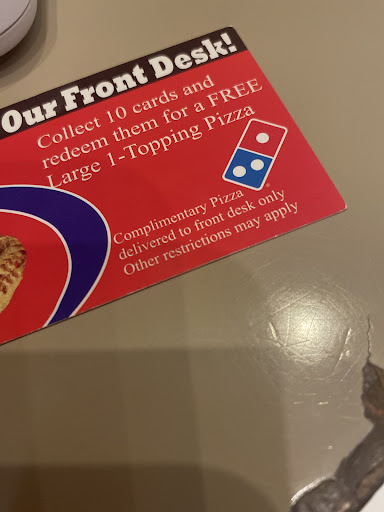 Our Front Desk!
Collect 10 cards and
redeem them for a FREE
Large 1-Topping Pizza
Complimentary Pizza
delivered to front desk only
Other restrictions may apply